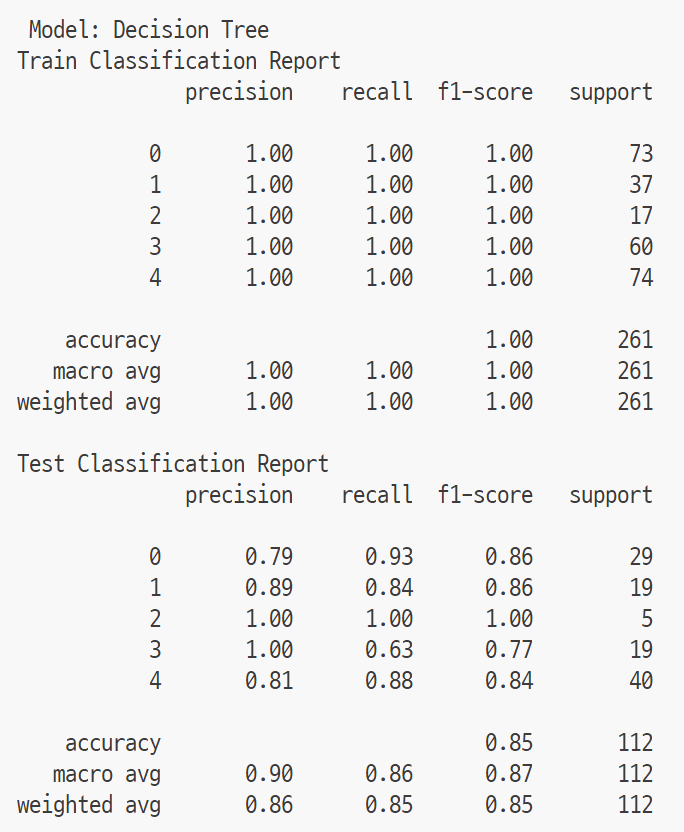 Model: Decision Tree
Train Classification Report
precision recall f1-score support
0 1.00 1.00 1.00 73
1 1.00 1.00 1.00 37
2 1.00 1.00 1.00 17
3 1.00 1.00 1.00 60
4 1.00 1.00 1.00 74
accuracy 1.00 261
macro avg 1.00 1.00 1.00 261
weighted avg 1.00 1.00 1.00 261
Test Classification Report
precision recall f1-score support
0 0.79 0.93 0.86 29
1 0.89 0.84 0.86 19
2 1.00 1.00 1.00 5
3 1.00 0.63 0.77 19
4 0.81 0.88 0.84 40
accuracy 0.85 112
macro avg 0.90 0.86 0.87 112
weighted avg 0.86 0.85 0.85 112